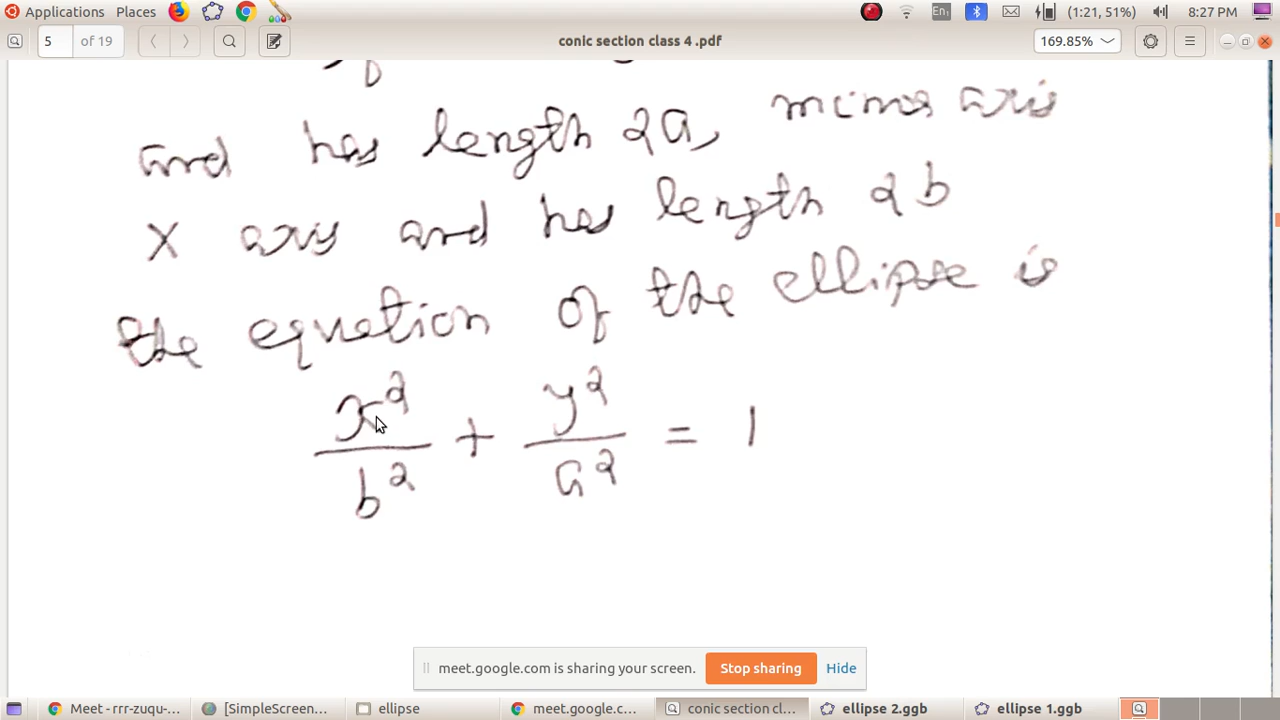 Applications Places En₁ (1:21, 51%) 8:27 PM
5 of 19 conic section class 4 .pdf 169.85%
and has length 2a, minor axis
X axis and has length 2b
the equation of the ellipse is
x²/b² + y²/a² = 1
meet.google.com is sharing your screen. Stop sharing Hide
Meet - rrr-zuqu-... [SimpleScreen... ellipse meet.google.c... conic section cl... ellipse 2.ggb ellipse 1.ggb